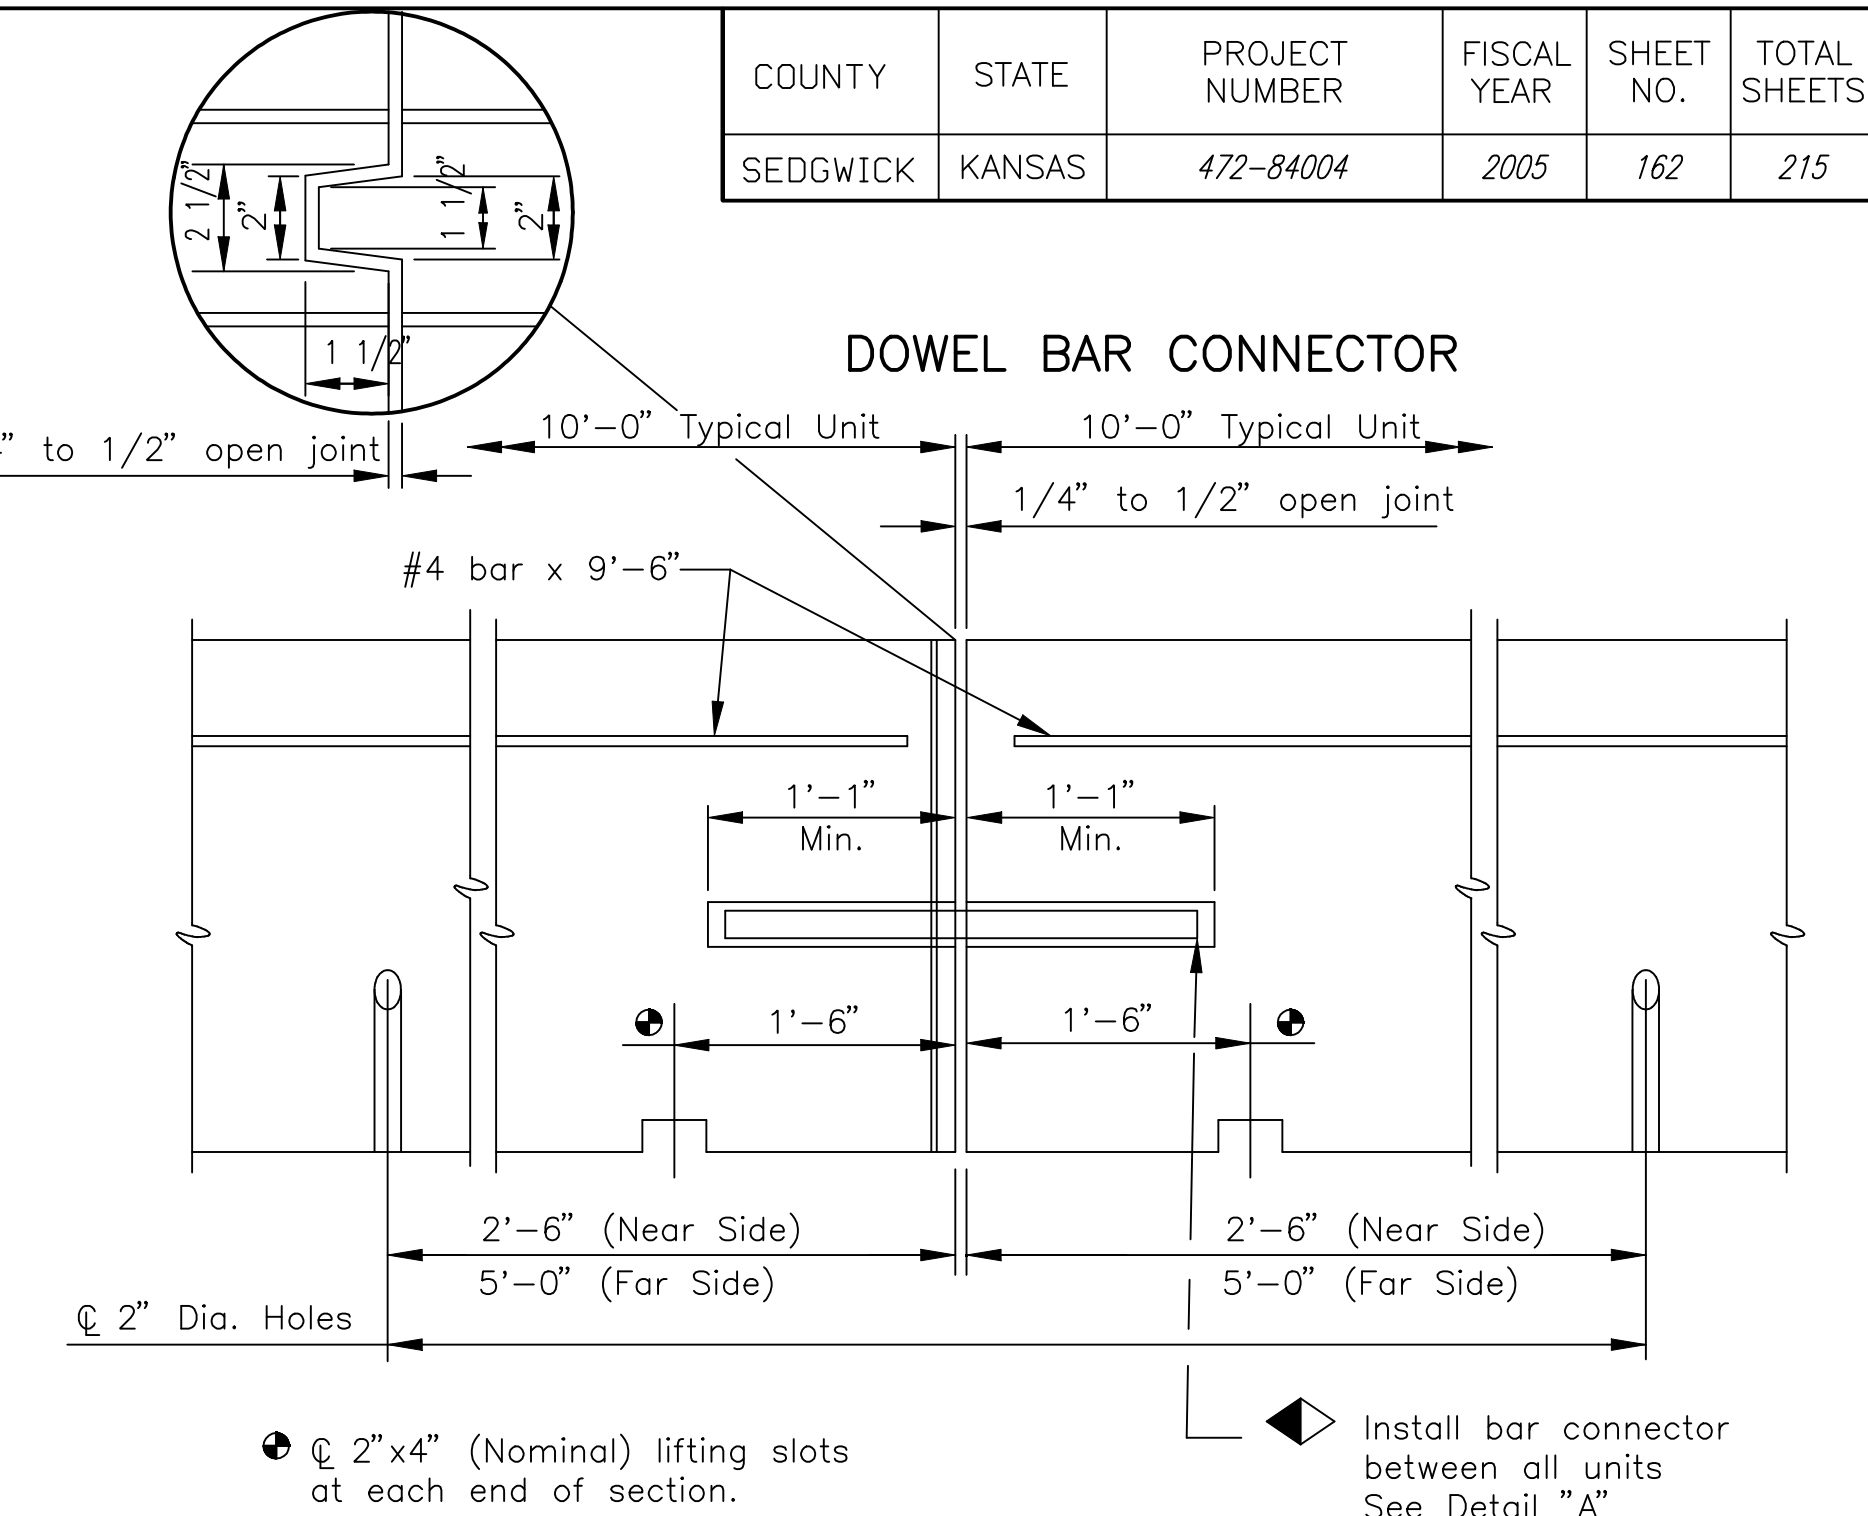 COUNTY
STATE
PROJECT
NUMBER
FISCAL
YEAR
SHEET
NO.
TOTAL
SHEETS
SEDGWICK
KANSAS
472-84004
2005
162
215
2 1/2"
2"
1 1/2"
2"
1 1/2"
DOWEL BAR CONNECTOR
" to 1/2" open joint
10'-0" Typical Unit
10'-0" Typical Unit
1/4" to 1/2" open joint
#4 bar x 9'-6"
1'-1"
Min.
1'-1"
Min.
1'-6"
1'-6"
2'-6" (Near Side)
5'-0" (Far Side)
2'-6" (Near Side)
5'-0" (Far Side)
℄ 2" Dia. Holes
℄ 2"x4" (Nominal) lifting slots
at each end of section.
Install bar connector
between all units
See Detail "A"